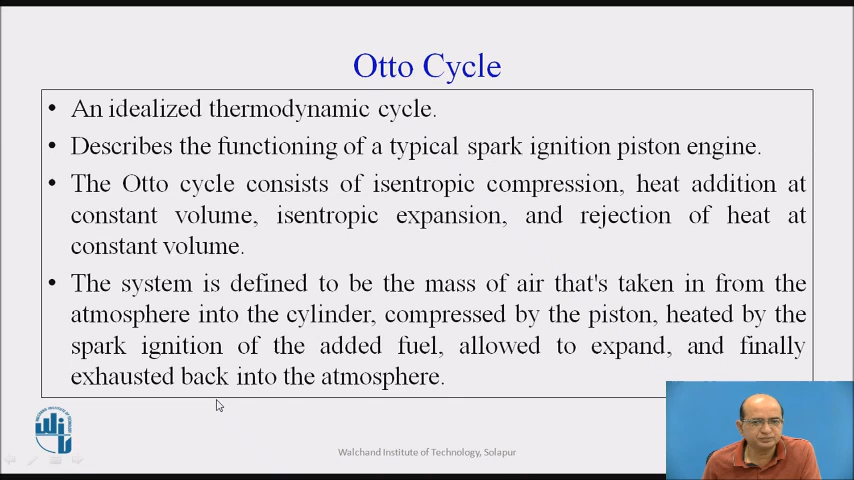 Otto Cycle
• An idealized thermodynamic cycle.
• Describes the functioning of a typical spark ignition piston engine.
• The Otto cycle consists of isentropic compression, heat addition at
constant volume, isentropic expansion, and rejection of heat at
constant volume.
• The system is defined to be the mass of air that's taken in from the
atmosphere into the cylinder, compressed by the piston, heated by the
spark ignition of the added fuel, allowed to expand, and finally
exhausted back into the atmosphere.
Walchand Institute of Technology, Solapur